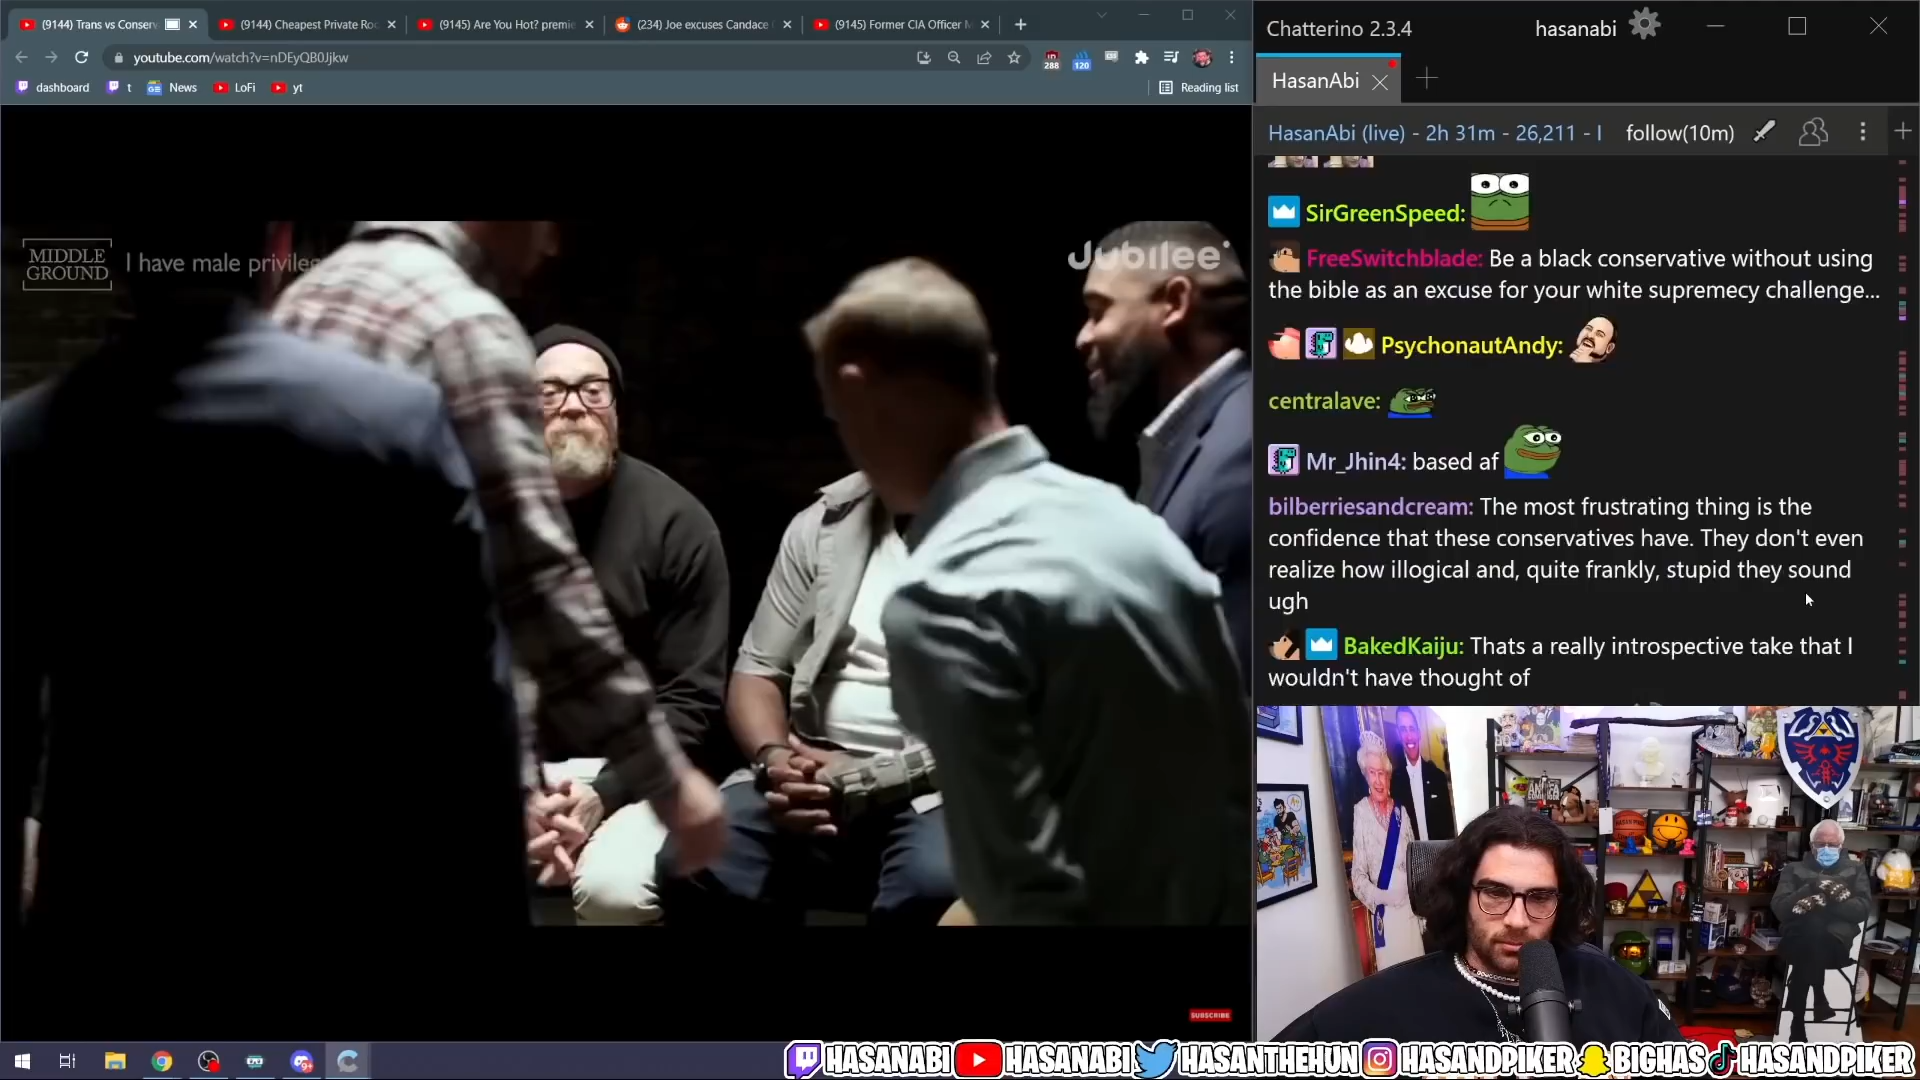 (9144) Trans vs Conser
(9144) Cheapest Private Ro
(9145) Are You Hot? premi
(234) Joe excuses Candace
(9145) Former CIA Officer
youtube.com/watch?v=nDEyQB0Jjkw
288
120
dashboard
t
News
LoFi
yt
Reading list
MIDDLE
GROUND
I have male privile
Jubilee
SUBSCRIBE
Chatterino 2.3.4
hasanabi
HasanAbi
HasanAbi (live) - 2h 31m - 26,211 - I
follow(10m)
SirGreenSpeed:
FreeSwitchblade: Be a black conservative without using
the bible as an excuse for your white supremecy challenge...
PsychonautAndy:
centralave:
Mr_Jhin4: based af
bilberriesandcream: The most frustrating thing is the
confidence that these conservatives have. They don't even
realize how illogical and, quite frankly, stupid they sound
ugh
BakedKaiju: Thats a really introspective take that I
wouldn't have thought of
HASANABI
HASANABI
HASANTHEHUN
HASANDPIKER
BIGHAS
HASANDPIKER